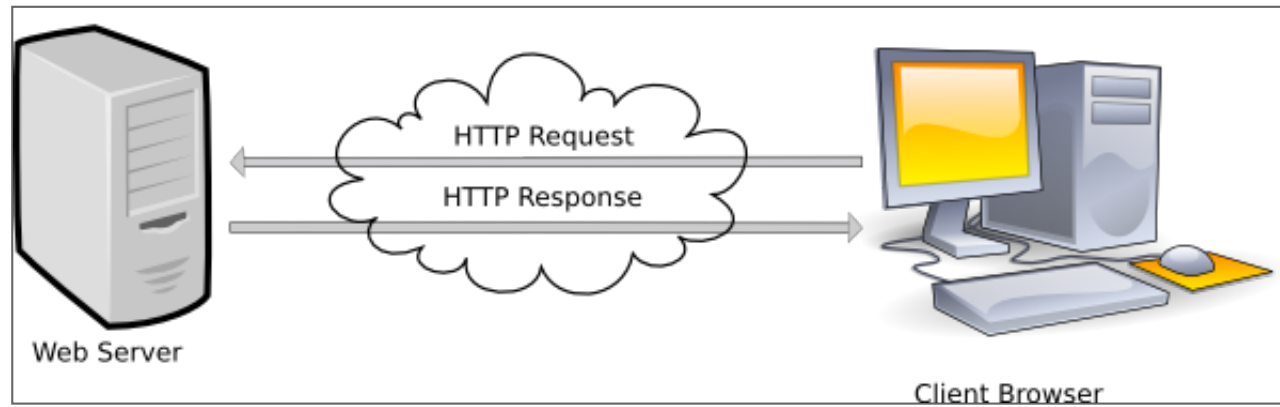 HTTP Request
HTTP Response
Web Server
Client Browser